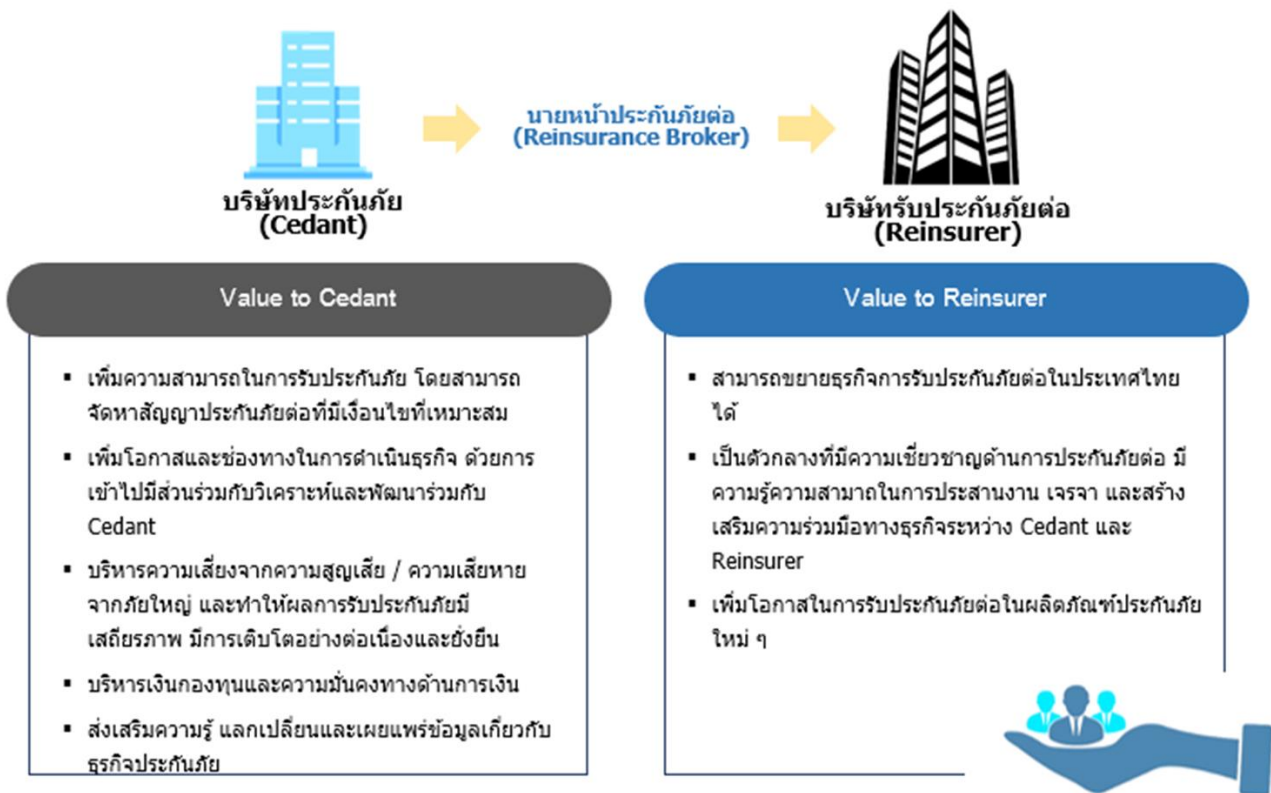 นายหน้าประกันภัยต่อ
(Reinsurance Broker)
บริษัทประกันภัย
(Cedant)
บริษัทรับประกันภัยต่อ
(Reinsurer)
Value to Cedant
▪ เพิ่มความสามารถในการรับประกันภัย โดยสามารถ
จัดหาสัญญาประกันภัยต่อที่มีเงื่อนไขที่เหมาะสม
▪ เพิ่มโอกาสและช่องทางในการดำเนินธุรกิจ ด้วยการ
เข้าไปมีส่วนร่วมกับวิเคราะห์และพัฒนาร่วมกับ
Cedant
▪ บริหารความเสี่ยงจากความสูญเสีย / ความเสียหาย
จากภัยใหญ่ และทำให้ผลการรับประกันภัยมี
เสถียรภาพ มีการเติบโตอย่างต่อเนื่องและยั่งยืน
▪ บริหารเงินกองทุนและความมั่นคงทางด้านการเงิน
▪ ส่งเสริมความรู้ แลกเปลี่ยนและเผยแพร่ข้อมูลเกี่ยวกับ
ธุรกิจประกันภัย
Value to Reinsurer
▪ สามารถขยายธุรกิจการรับประกันภัยต่อในประเทศไทย
ได้
▪ เป็นตัวกลางที่มีความเชี่ยวชาญด้านการประกันภัยต่อ มี
ความรู้ความสามาถในการประสานงาน เจรจา และสร้าง
เสริมความร่วมมือทางธุรกิจระหว่าง Cedant และ
Reinsurer
▪ เพิ่มโอกาสในการรับประกันภัยต่อในผลิตภัณฑ์ประกันภัย
ใหม่ ๆ